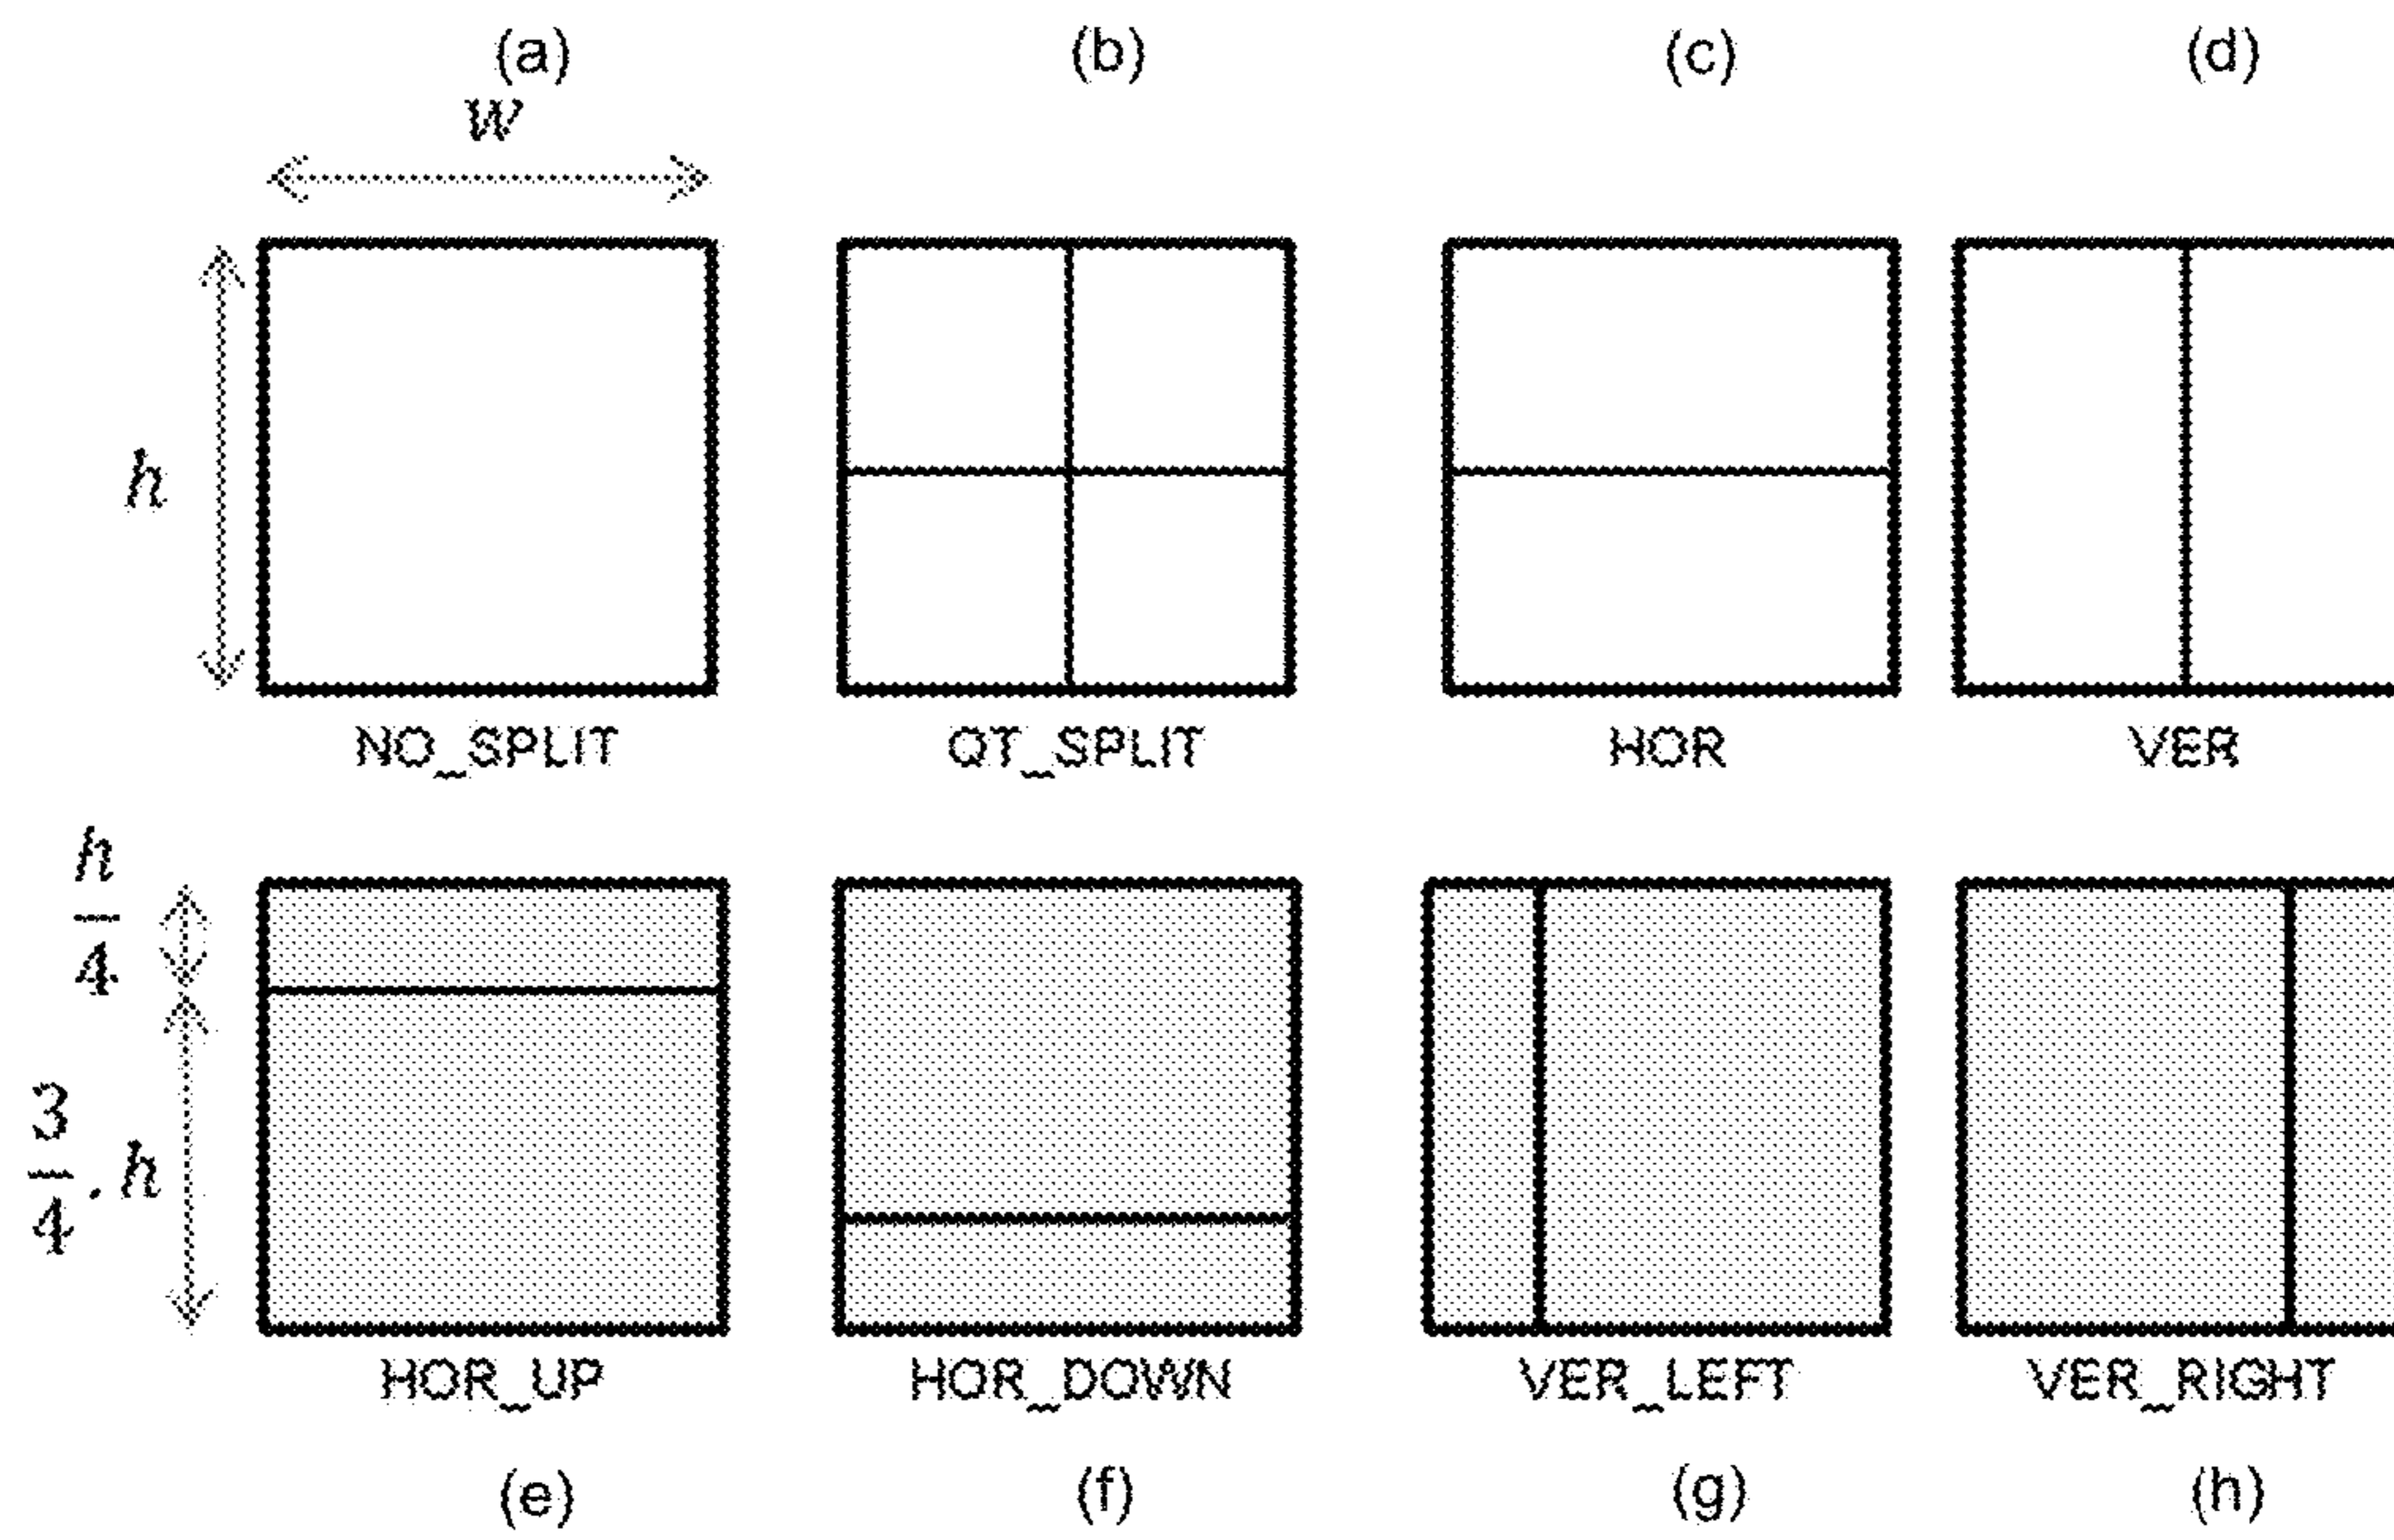 (a) (b) (c) (d)
w
h
NO_SPLIT QT_SPLIT HOR VER
h
4
3
4 . h
HOR_UP HOR_DOWN VER_LEFT VER_RIGHT
(e) (f) (g) (h)